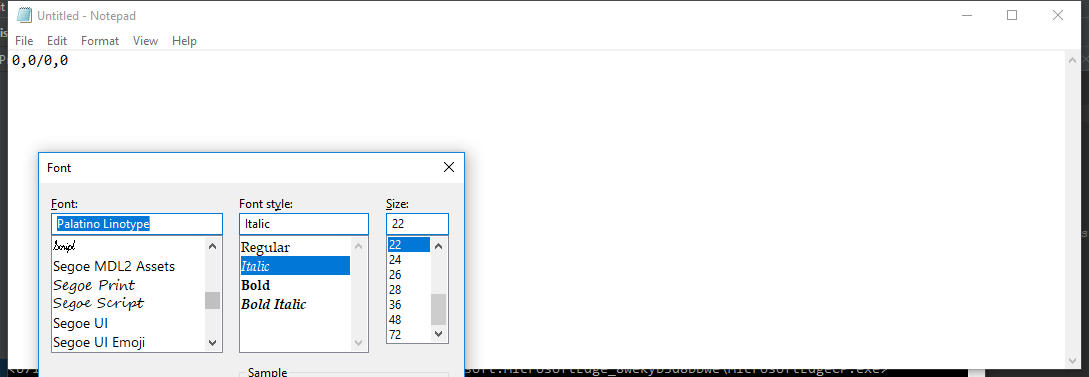 Untitled - Notepad
File Edit Format View Help
0,0/0,0
Font
Font: Font style: Size:
Palatino Linotype Italic 22
Script Regular 22
Segoe MDL2 Assets Italic 24
Segoe Print Bold 26
Segoe Script Bold Italic 28
Segoe UI 36
Segoe UI Emoji 48
72
Sample